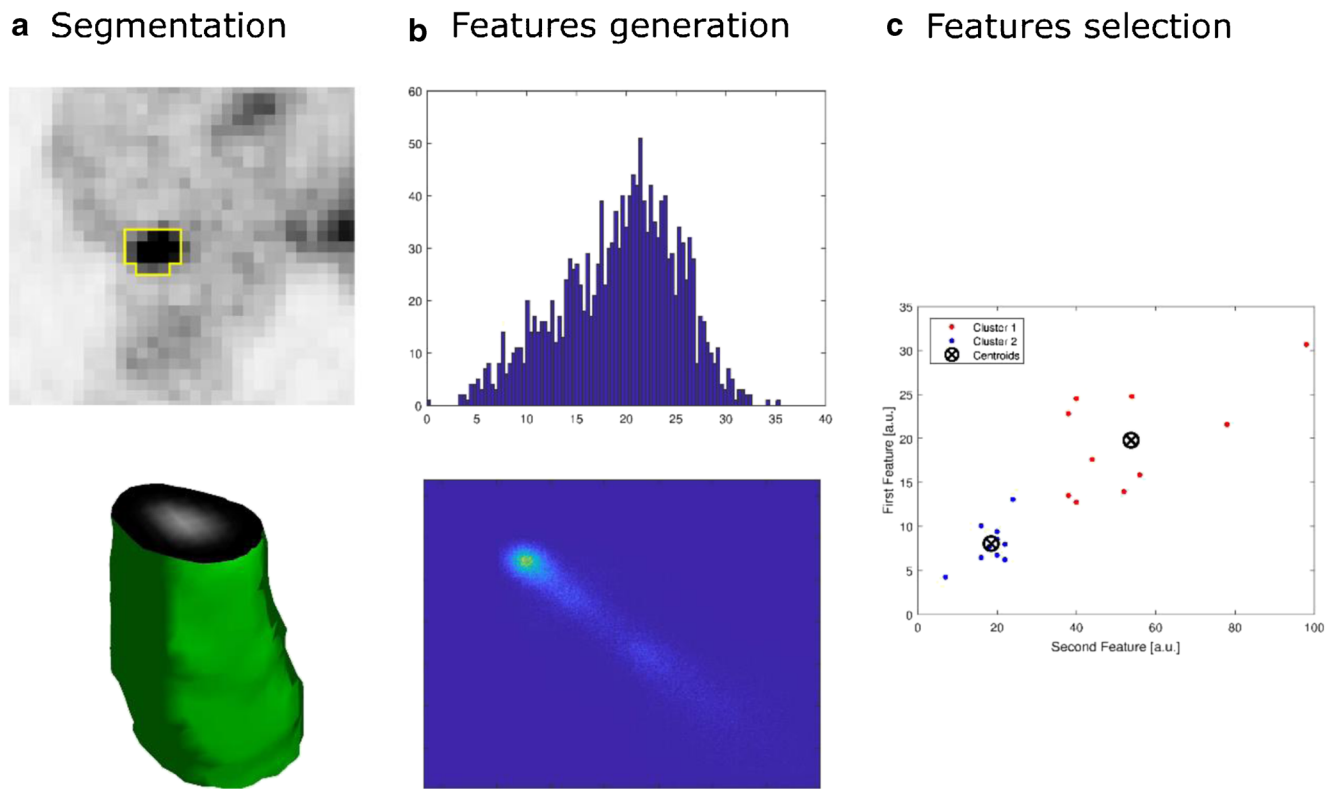 a Segmentation
b Features generation
c Features selection
60
50
40
30
20
10
0
0 5 10 15 20 25 30 35 40
35
30
25
20
15
10
5
0
0 20 40 60 80 100
First Feature [a.u.]
Second Feature [a.u.]
Cluster 1
Cluster 2
Centroids